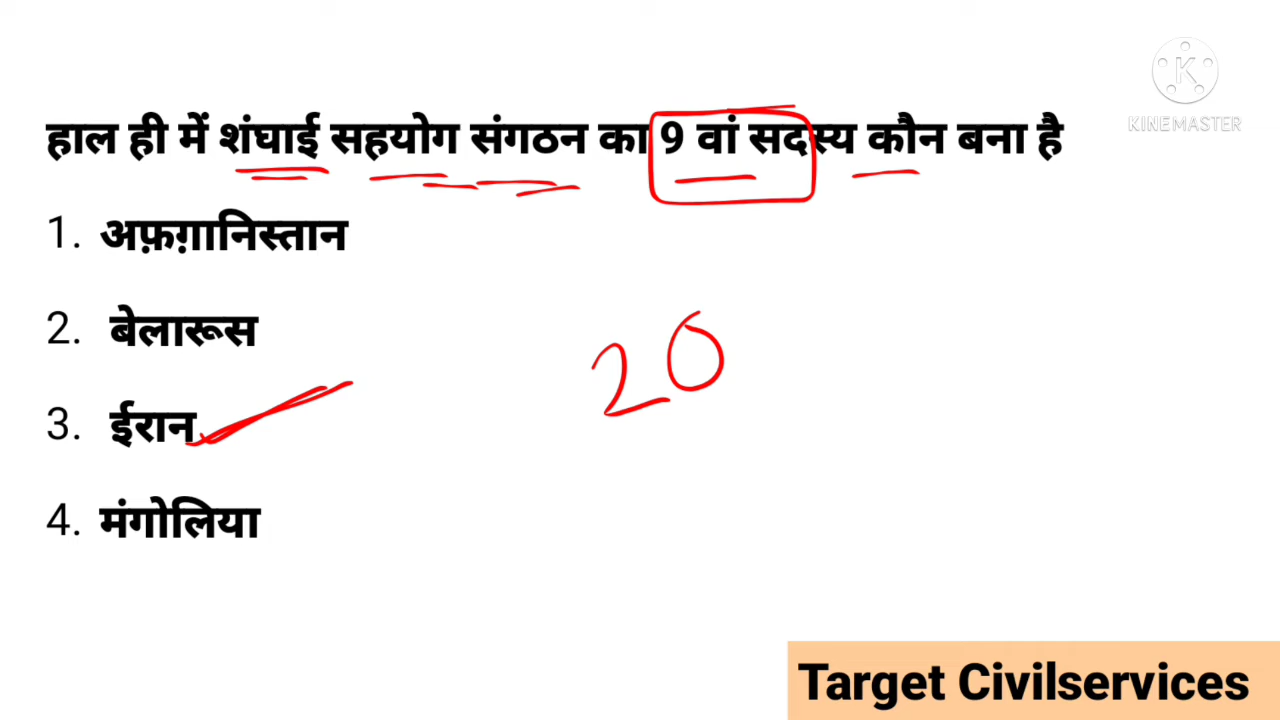 KINEMASTER
हाल ही में शंघाई सहयोग संगठन का 9 वां सदस्य कौन बना है
1. अफ़ग़ानिस्तान
2. बेलारूस
3. ईरान
4. मंगोलिया
20
Target Civilservices